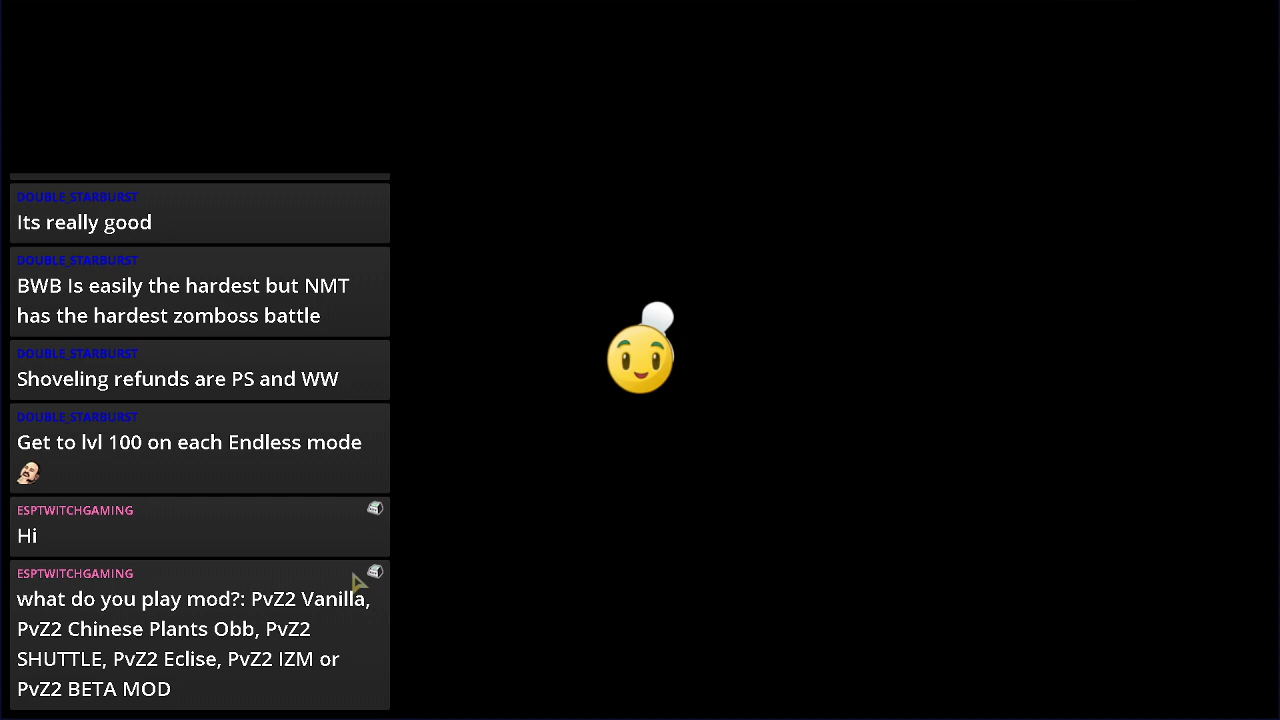 DOUBLE_STARBURST
Its really good
DOUBLE_STARBURST
BWB Is easily the hardest but NMT
has the hardest zomboss battle
DOUBLE_STARBURST
Shoveling refunds are PS and WW
DOUBLE_STARBURST
Get to lvl 100 on each Endless mode
ESPTWITCHGAMING
Hi
ESPTWITCHGAMING
what do you play mod?: PvZ2 Vanilla,
PvZ2 Chinese Plants Obb, PvZ2
SHUTTLE, PvZ2 Eclise, PvZ2 IZM or
PvZ2 BETA MOD